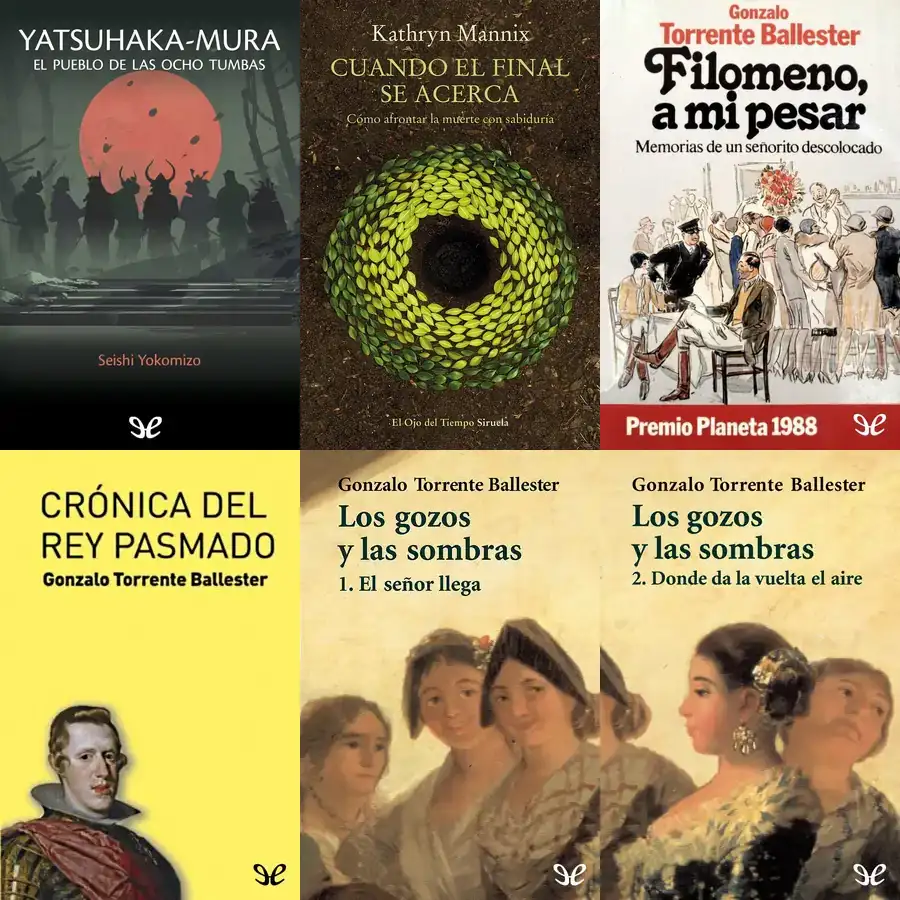 YATSUHAKA-MURA
EL PUEBLO DE LAS OCHO TUMBAS
Seishi Yokomizo
Kathryn Mannix
CUANDO EL FINAL
SE ACERCA
Cómo afrontar la muerte con sabiduría
El Ojo del Tiempo Siruela
Gonzalo
Torrente Ballester
Filomeno,
a mi pesar
Memorias de un señorito descolocado
Premio Planeta 1988
CRÓNICA DEL
REY PASMADO
Gonzalo Torrente Ballester
Gonzalo Torrente Ballester
Los gozos
y las sombras
1. El señor llega
Gonzalo Torrente Ballester
Los gozos
y las sombras
2. Donde da la vuelta el aire